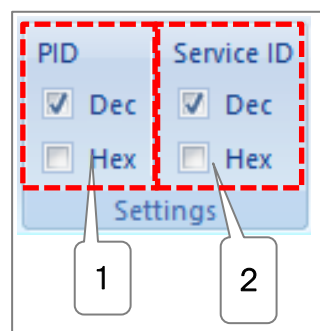 PID Service ID
Dec Dec
Hex Hex
Settings
1 2